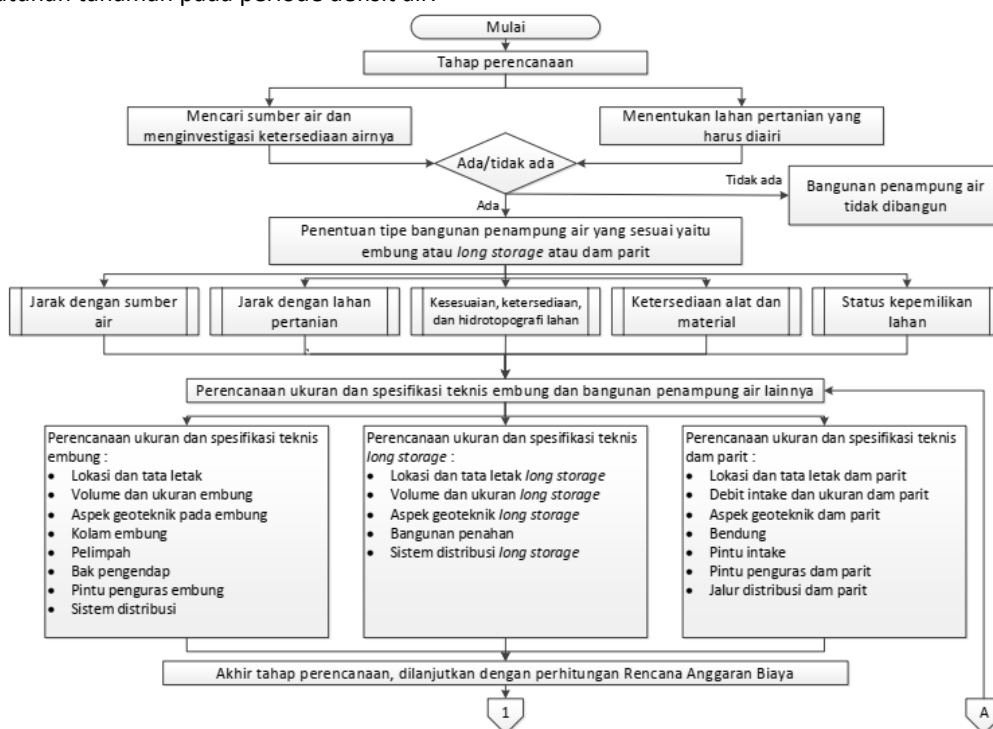 Mulai
Tahap perencanaan
Mencari sumber air dan
menginvestigasi ketersediaan airnya
Menentukan lahan pertanian yang
harus diairi
Ada/tidak ada
Tidak ada
Bangunan penampung air
tidak dibangun
Ada
Penentuan tipe bangunan penampung air yang sesuai yaitu
embung atau long storage atau dam parit
Jarak dengan sumber
air
Jarak dengan lahan
pertanian
Kesesuaian, ketersediaan,
dan hidrotopografi lahan
Ketersediaan alat dan
material
Status kepemilikan
lahan
Perencanaan ukuran dan spesifikasi teknis embung dan bangunan penampung air lainnya
Perencanaan ukuran dan spesifikasi teknis
embung :
• Lokasi dan tata letak
• Volume dan ukuran embung
• Aspek geoteknik pada embung
• Kolam embung
• Pelimpah
• Bak pengendap
• Pintu penguras embung
• Sistem distribusi
Perencanaan ukuran dan spesifikasi teknis
long storage :
• Lokasi dan tata letak long storage
• Volume dan ukuran long storage
• Aspek geoteknik long storage
• Bangunan penahan
• Sistem distribusi long storage
Perencanaan ukuran dan spesifikasi teknis
dam parit :
• Lokasi dan tata letak dam parit
• Debit intake dan ukuran dam parit
• Aspek geoteknik dam parit
• Bendung
• Pintu intake
• Pintu penguras dam parit
• Jalur distribusi dam parit
Akhir tahap perencanaan, dilanjutkan dengan perhitungan Rencana Anggaran Biaya
1
A